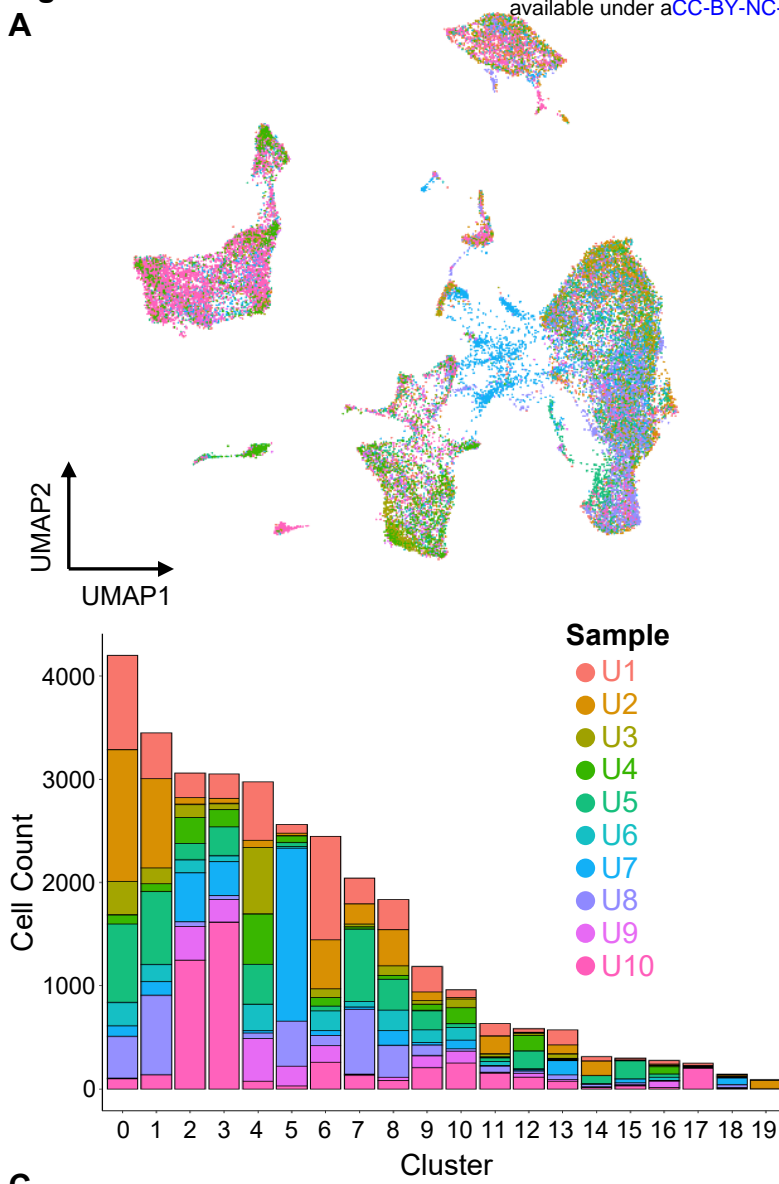 available under aCC-BY-NC-
A
UMAP2
UMAP1
Sample
U1
U2
U3
U4
U5
U6
U7
U8
U9
U10
4000
3000
2000
1000
0
Cell Count
0 1 2 3 4 5 6 7 8 9 10 11 12 13 14 15 16 17 18 19
Cluster